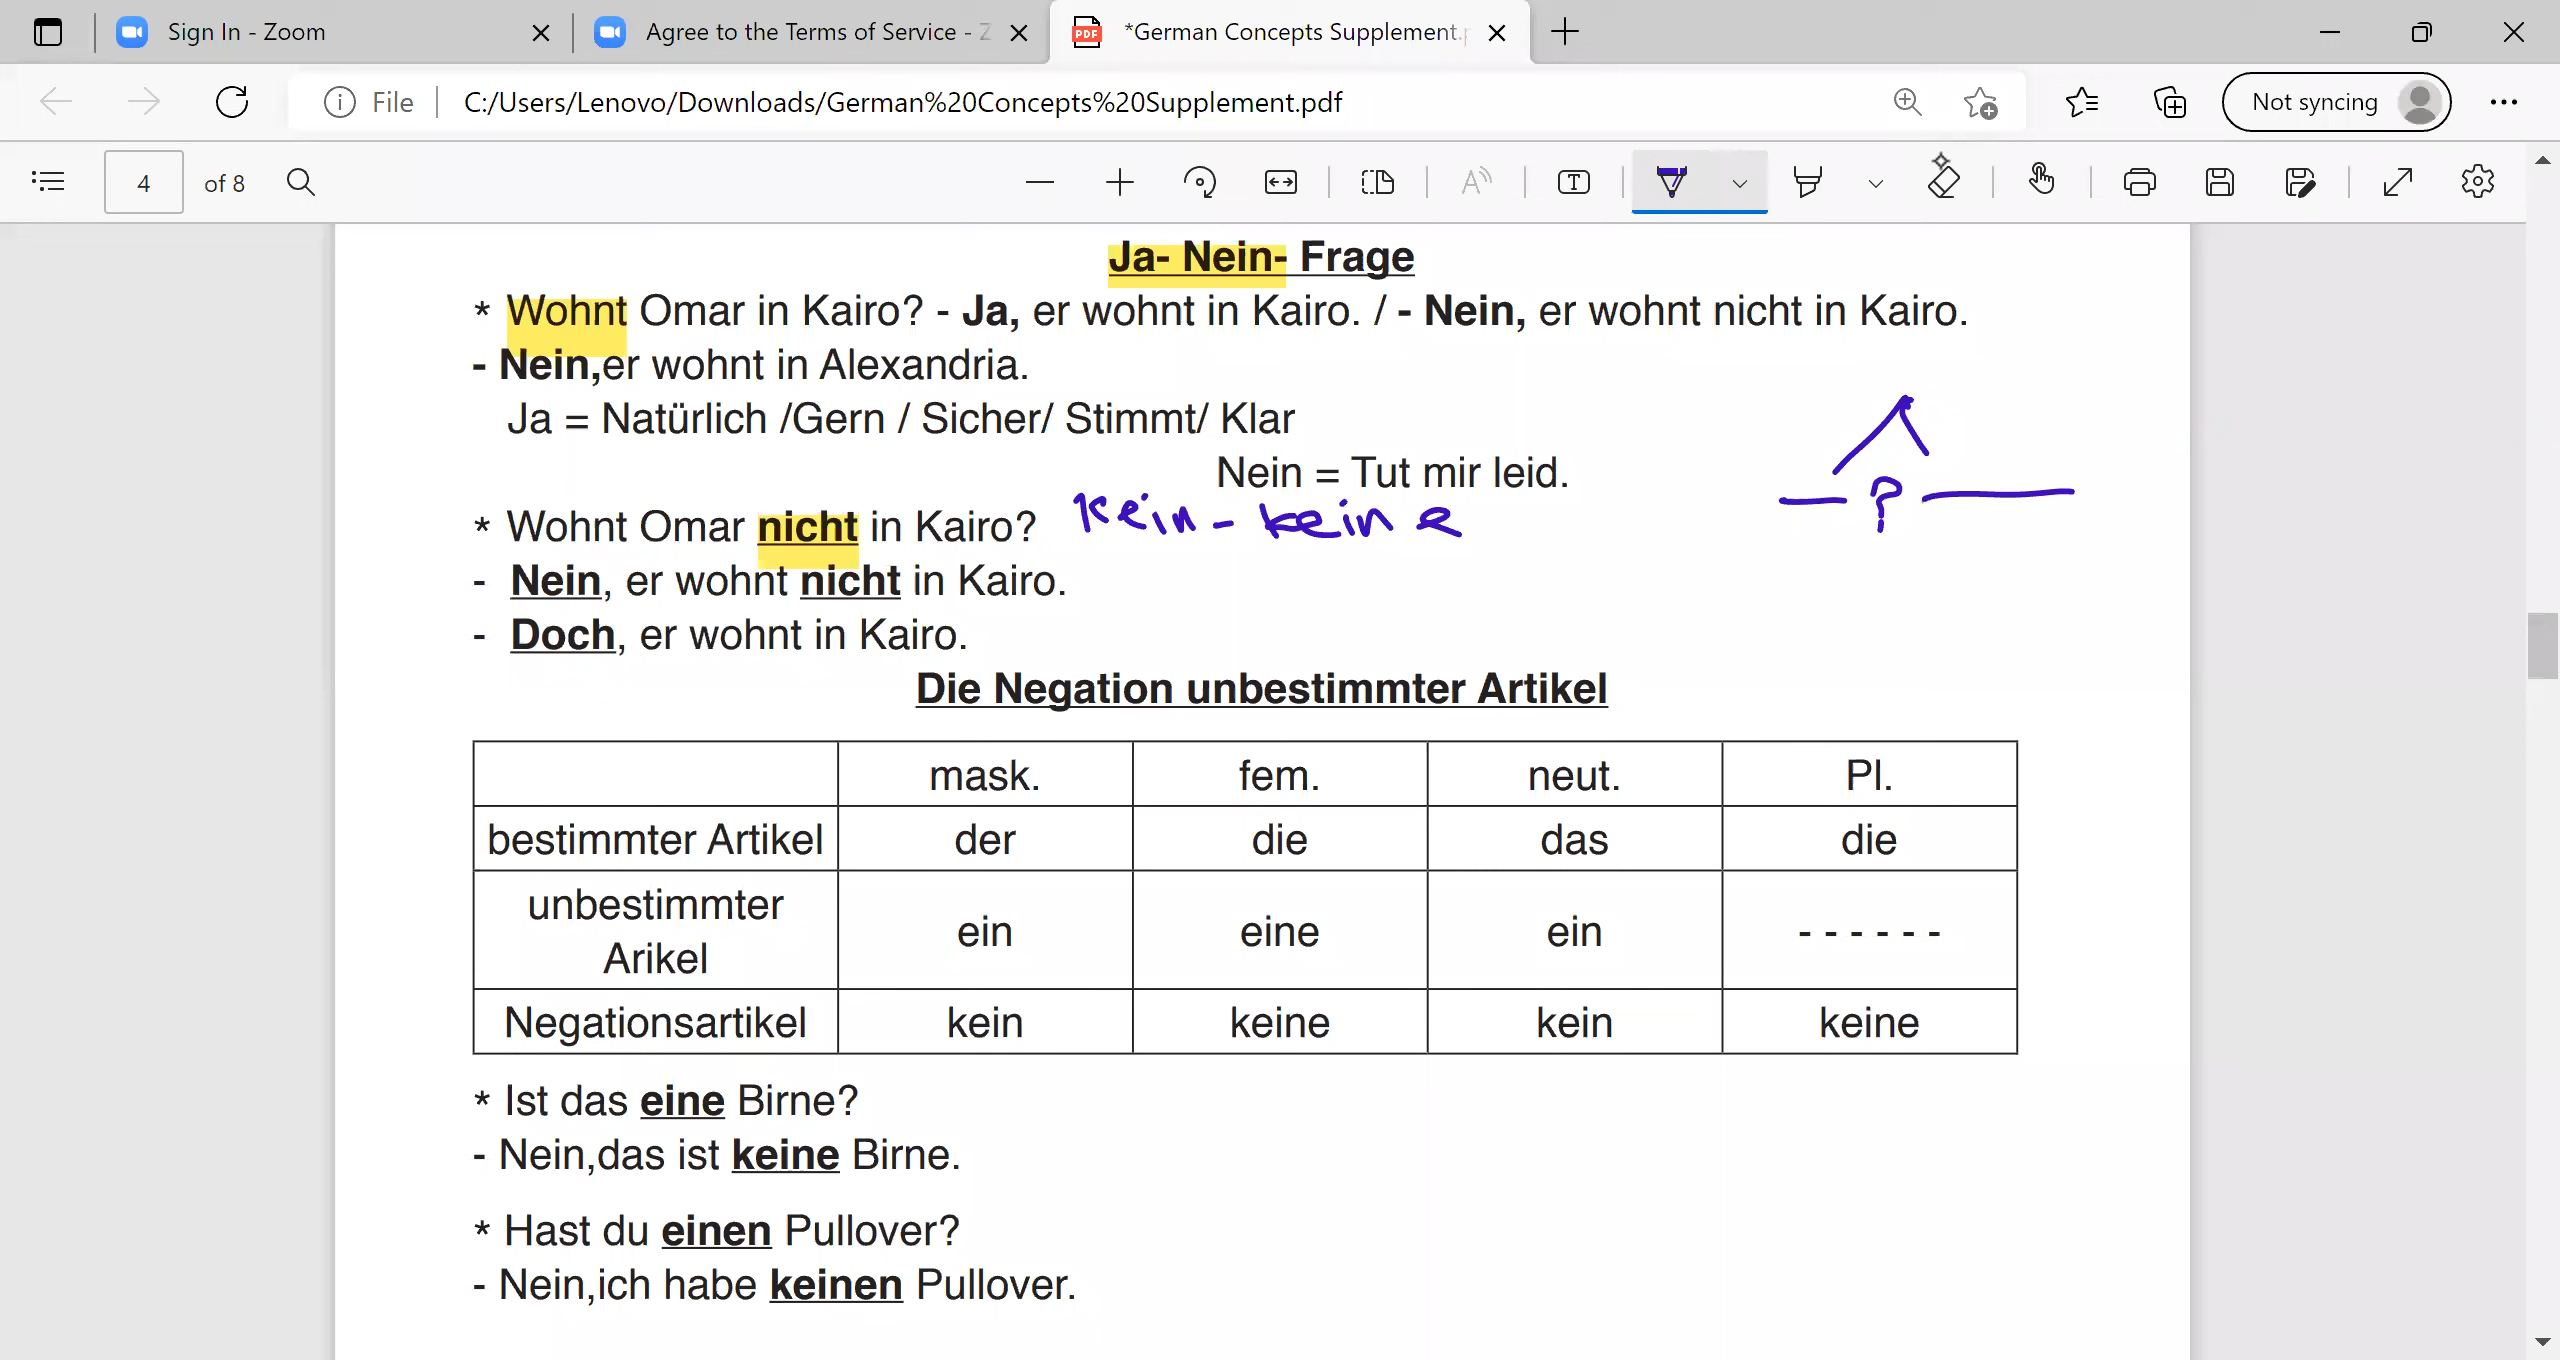 Sign In - Zoom
Agree to the Terms of Service - Z
*German Concepts Supplement.p
File
C:/Users/Lenovo/Downloads/German%20Concepts%20Supplement.pdf
Not syncing
4 of 8
Ja- Nein- Frage
* Wohnt Omar in Kairo? - Ja, er wohnt in Kairo. / - Nein, er wohnt nicht in Kairo.
- Nein,er wohnt in Alexandria.
Ja = Natürlich /Gern / Sicher/ Stimmt/ Klar
Nein = Tut mir leid.
* Wohnt Omar nicht in Kairo? kein - keine
?
- Nein, er wohnt nicht in Kairo.
- Doch, er wohnt in Kairo.
Die Negation unbestimmter Artikel
mask. fem. neut. Pl.
bestimmter Artikel der die das die
unbestimmter
Arikel ein eine ein - - - - - -
Negationsartikel kein keine kein keine
* Ist das eine Birne?
- Nein,das ist keine Birne.
* Hast du einen Pullover?
- Nein,ich habe keinen Pullover.